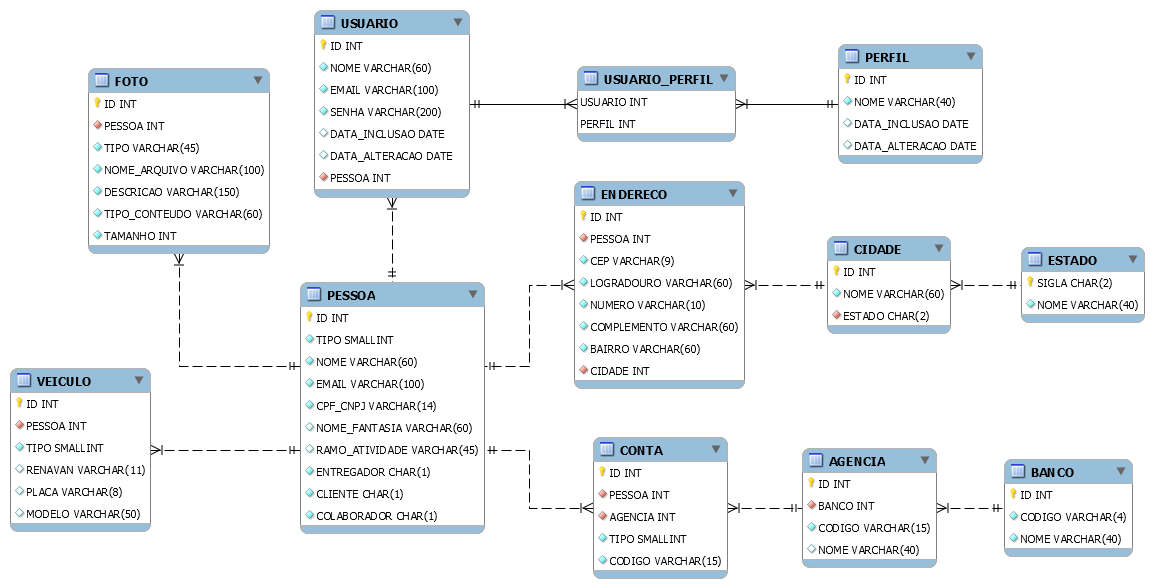 USUARIO
ID INT
NOME VARCHAR(60)
EMAIL VARCHAR(100)
SENHA VARCHAR(200)
DATA_INCLUSAO DATE
DATA_ALTERACAO DATE
PESSOA INT
FOTO
ID INT
PESSOA INT
TIPO VARCHAR(45)
NOME_ARQUIVO VARCHAR(100)
DESCRICAO VARCHAR(150)
TIPO_CONTEUDO VARCHAR(60)
TAMANHO INT
USUARIO_PERFIL
USUARIO INT
PERFIL INT
PERFIL
ID INT
NOME VARCHAR(40)
DATA_INCLUSAO DATE
DATA_ALTERACAO DATE
ENDERECO
ID INT
PESSOA INT
CEP VARCHAR(9)
LOGRADOURO VARCHAR(60)
NUMERO VARCHAR(10)
COMPLEMENTO VARCHAR(60)
BAIRRO VARCHAR(60)
CIDADE INT
CIDADE
ID INT
NOME VARCHAR(60)
ESTADO CHAR(2)
ESTADO
SIGLA CHAR(2)
NOME VARCHAR(40)
PESSOA
ID INT
TIPO SMALLINT
NOME VARCHAR(60)
EMAIL VARCHAR(100)
CPF_CNPJ VARCHAR(14)
NOME_FANTASIA VARCHAR(60)
RAMO_ATIVIDADE VARCHAR(45)
ENTREGADOR CHAR(1)
CLIENTE CHAR(1)
COLABORADOR CHAR(1)
VEICULO
ID INT
PESSOA INT
TIPO SMALLINT
RENAVAN VARCHAR(11)
PLACA VARCHAR(8)
MODELO VARCHAR(50)
CONTA
ID INT
PESSOA INT
AGENCIA INT
TIPO SMALLINT
CODIGO VARCHAR(15)
AGENCIA
ID INT
BANCO INT
CODIGO VARCHAR(15)
NOME VARCHAR(40)
BANCO
ID INT
CODIGO VARCHAR(4)
NOME VARCHAR(40)